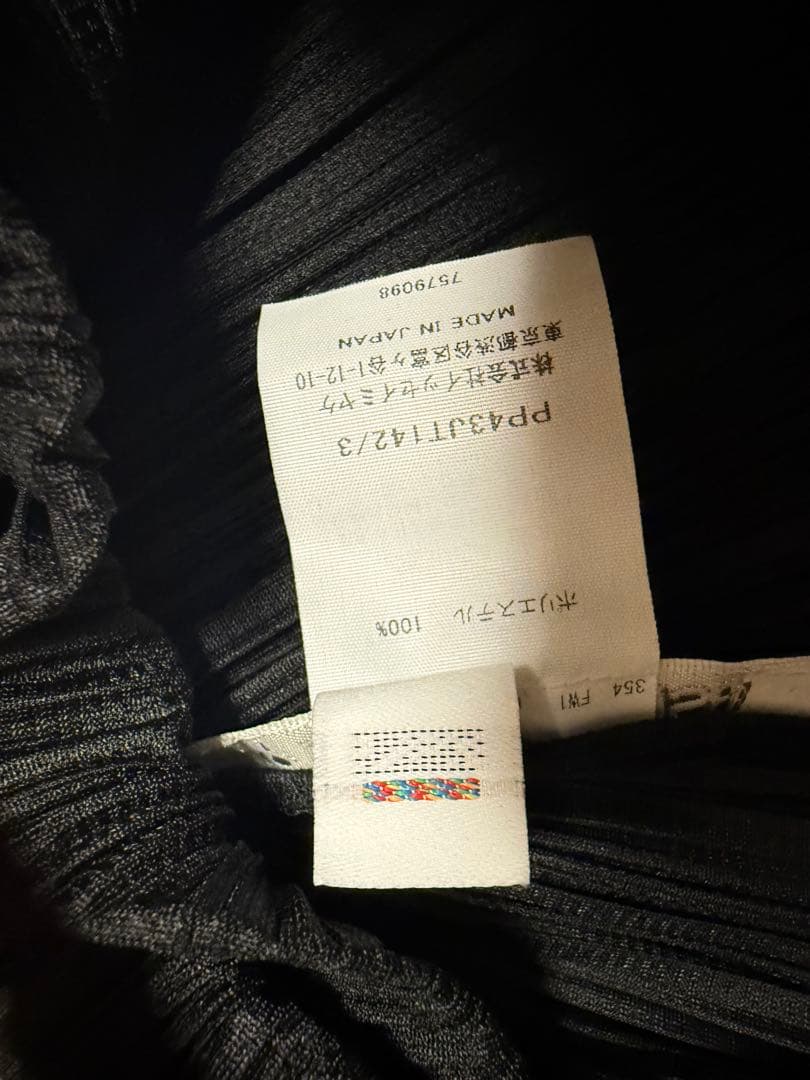 ポリエステル 100%
PP43JT142/3
株式会社イッセイミヤケ
東京都渋谷区富ヶ谷1-12-10
MADE IN JAPAN
7579098
354 FW1